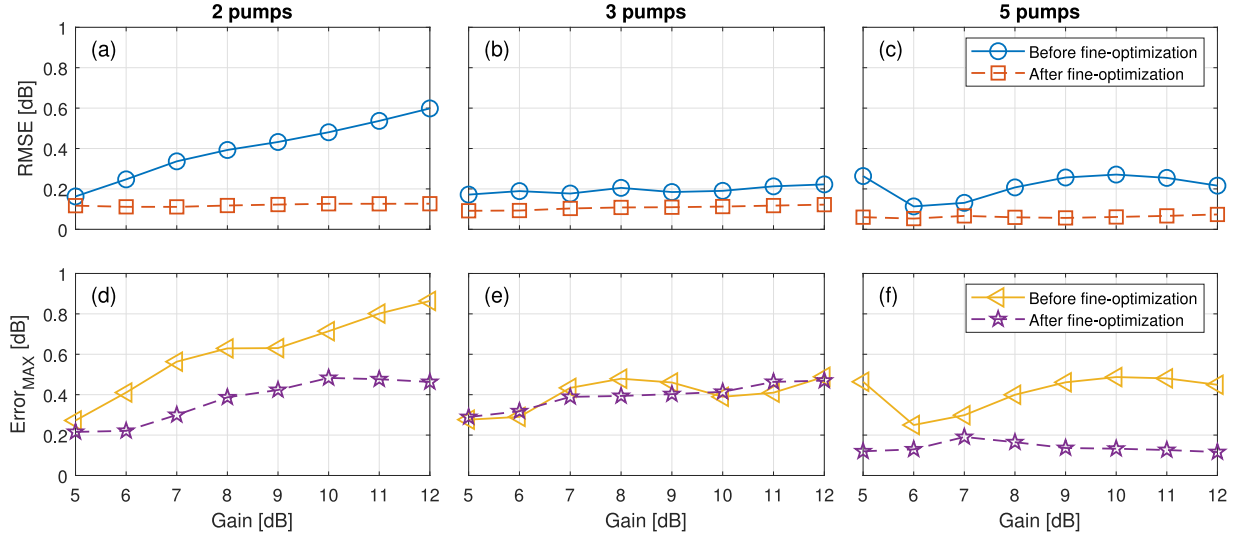 2 pumps
3 pumps
5 pumps
1
0.8
0.6
0.4
0.2
0
RMSE [dB]
(a)
(b)
(c)
Before fine-optimization
After fine-optimization
1
0.8
0.6
0.4
0.2
0
Error_MAX [dB]
(d)
(e)
(f)
Before fine-optimization
After fine-optimization
5 6 7 8 9 10 11 12
5 6 7 8 9 10 11 12
5 6 7 8 9 10 11 12
Gain [dB]
Gain [dB]
Gain [dB]